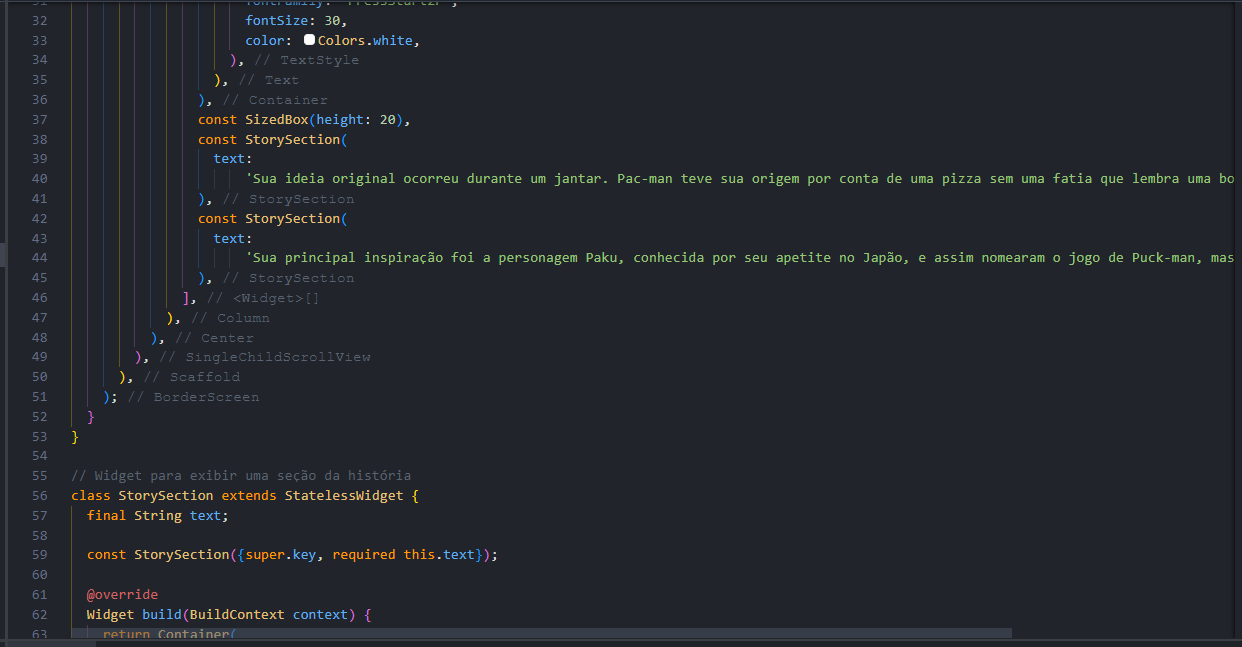 32 fontSize: 30,
33 color: Colors.white,
34 ), // TextStyle
35 ), // Text
36 ), // Container
37 const SizedBox(height: 20),
38 const StorySection(
39 text:
40 'Sua ideia original ocorreu durante um jantar. Pac-man teve sua origem por conta de uma pizza sem uma fatia que lembra uma bo
41 ), // StorySection
42 const StorySection(
43 text:
44 'Sua principal inspiração foi a personagem Paku, conhecida por seu apetite no Japão, e assim nomearam o jogo de Puck-man, mas
45 ), // StorySection
46 ], // <Widget>[]
47 ), // Column
48 ), // Center
49 ), // SingleChildScrollView
50 ), // Scaffold
51 ); // BorderScreen
52 }
53 }
54
55 // Widget para exibir uma seção da história
56 class StorySection extends StatelessWidget {
57 final String text;
58
59 const StorySection({super.key, required this.text});
60
61 @override
62 Widget build(BuildContext context) {
63 return Container(